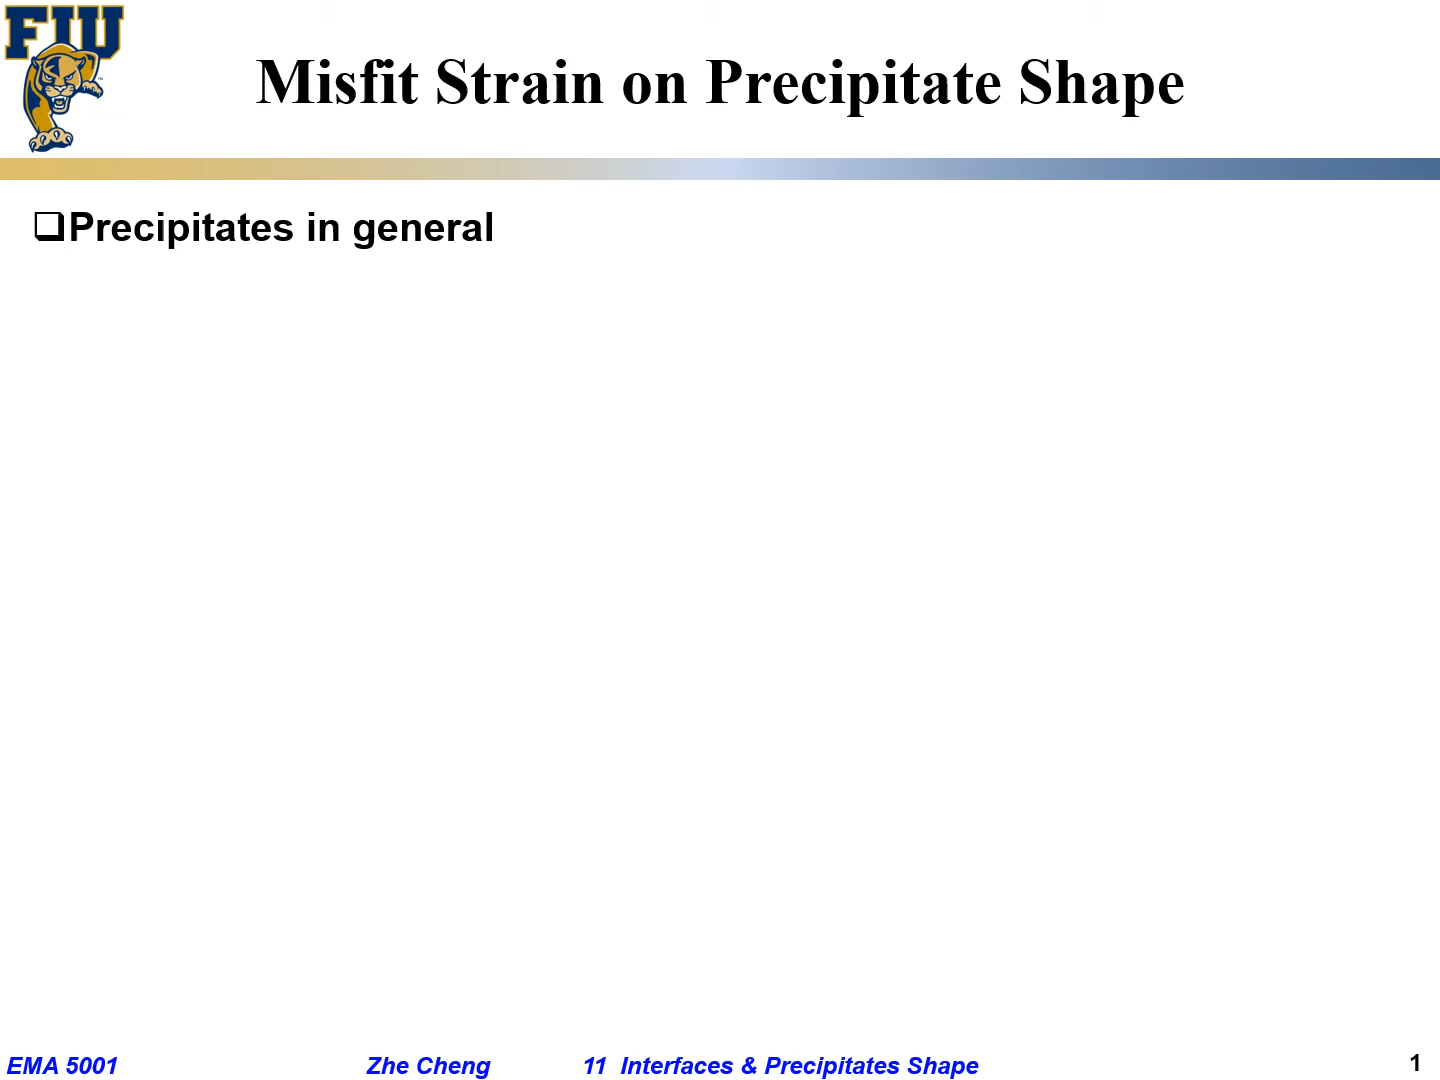 FIU
Misfit Strain on Precipitate Shape
❑Precipitates in general
EMA 5001 Zhe Cheng 11 Interfaces & Precipitates Shape 1